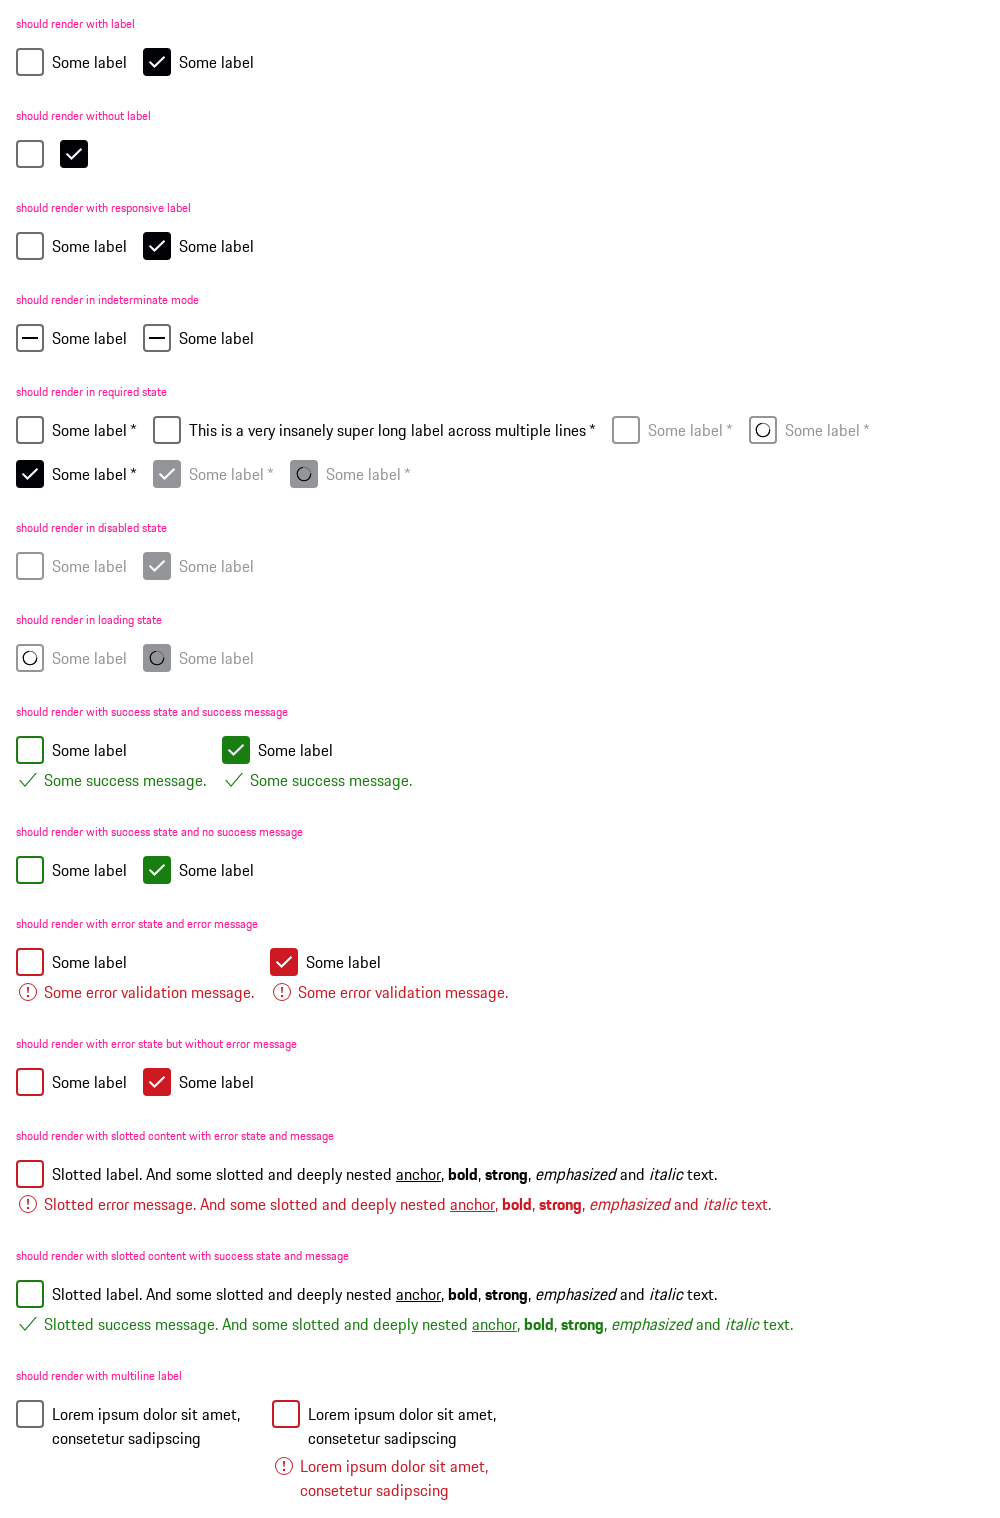 should render with label
Some label Some label
should render without label
should render with responsive label
Some label Some label
should render in indeterminate mode
Some label Some label
should render in required state
Some label * This is a very insanely super long label across multiple lines * Some label * Some label *
Some label * Some label * Some label *
should render in disabled state
Some label Some label
should render in loading state
Some label Some label
should render with success state and success message
Some label Some label
Some success message. Some success message.
should render with success state and no success message
Some label Some label
should render with error state and error message
Some label Some label
Some error validation message. Some error validation message.
should render with error state but without error message
Some label Some label
should render with slotted content with error state and message
Slotted label. And some slotted and deeply nested anchor, bold, strong, emphasized and italic text.
Slotted error message. And some slotted and deeply nested anchor, bold, strong, emphasized and italic text.
should render with slotted content with success state and message
Slotted label. And some slotted and deeply nested anchor, bold, strong, emphasized and italic text.
Slotted success message. And some slotted and deeply nested anchor, bold, strong, emphasized and italic text.
should render with multiline label
Lorem ipsum dolor sit amet, Lorem ipsum dolor sit amet,
consetetur sadipscing consetetur sadipscing
Lorem ipsum dolor sit amet,
consetetur sadipscing